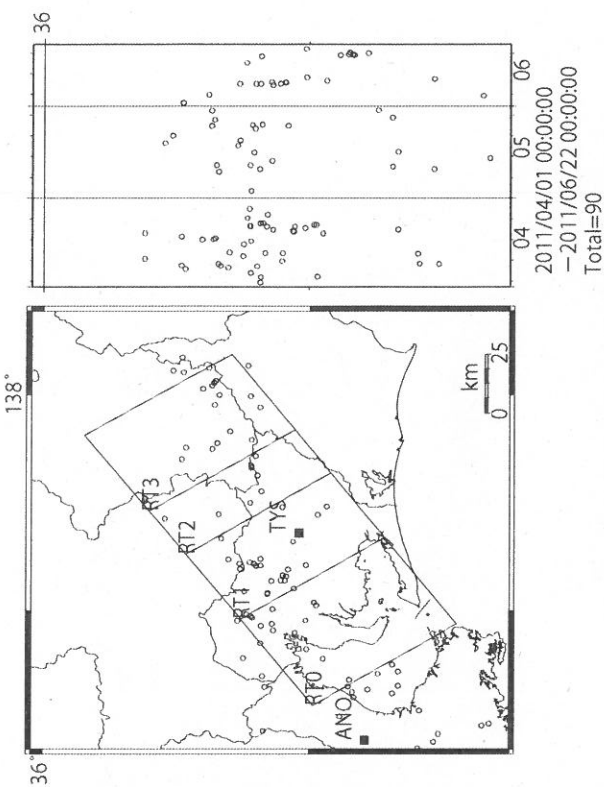 36
04 05 06
2011/04/01 00:00:00
— 2011/06/22 00:00:00
Total=90
138°
36°
RT3
RT2
RT1
RT0
TYS
ANO
km
0 25